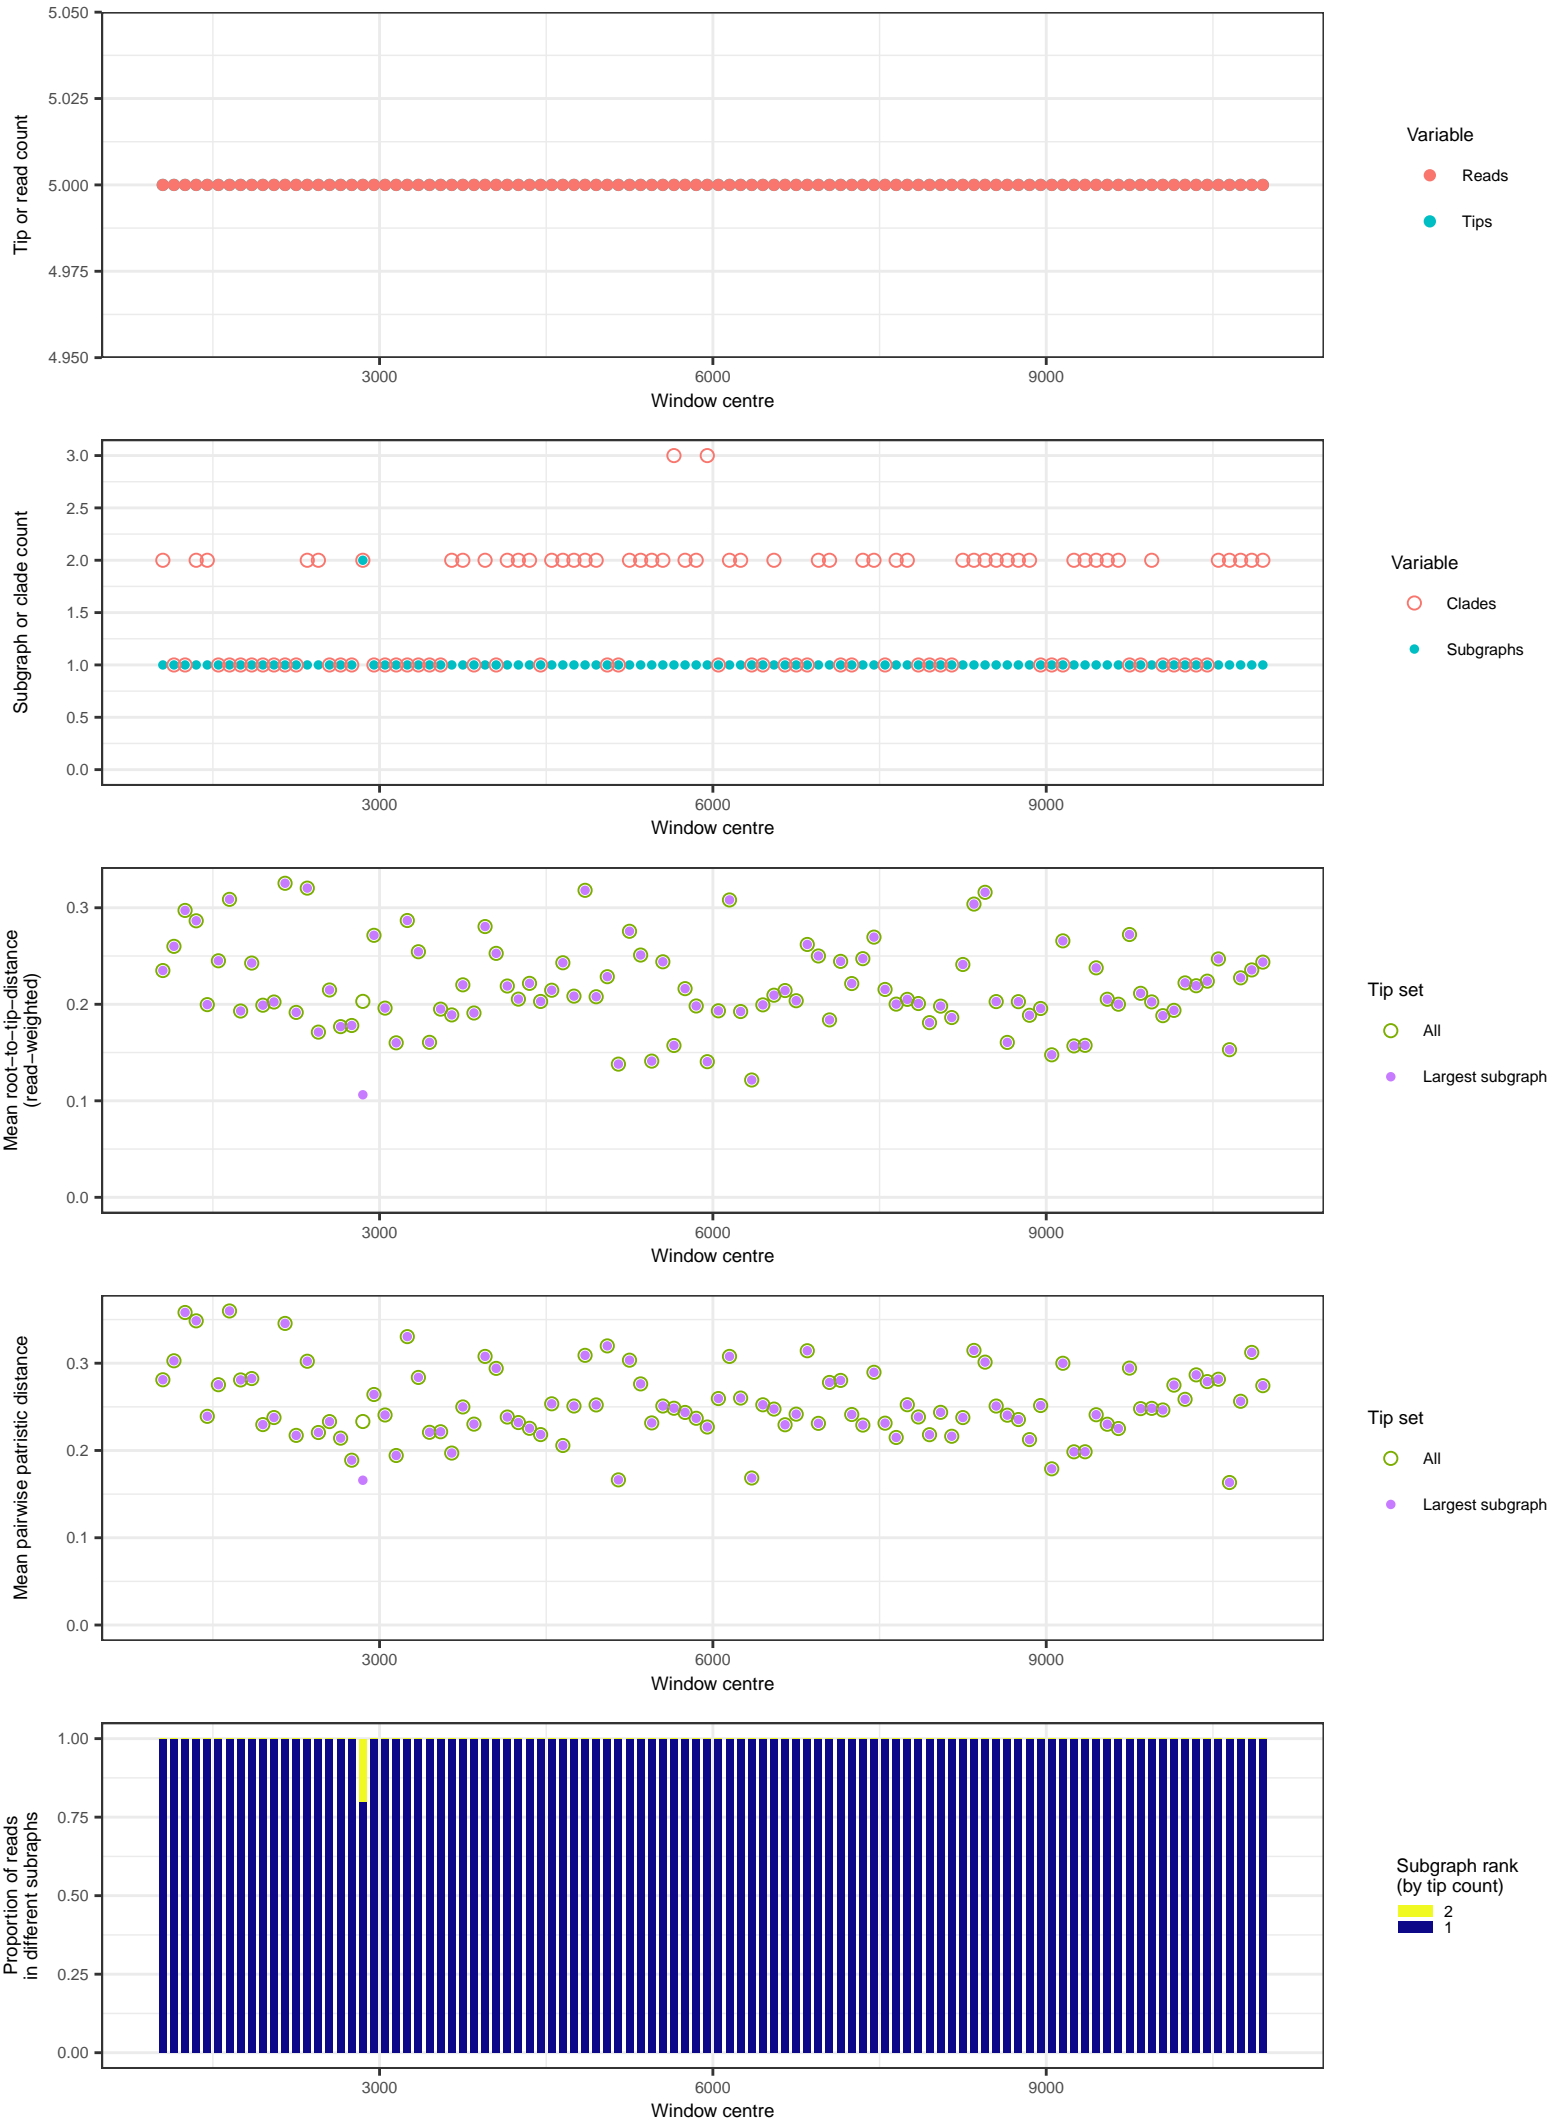 5.050
5.025
5.000
4.975
4.950
Tip or read count
3000
6000
9000
Window centre
Variable
Reads
Tips
3.0
2.5
2.0
1.5
1.0
0.5
0.0
Subgraph or clade count
3000
6000
9000
Window centre
Variable
Clades
Subgraphs
0.3
0.2
0.1
0.0
Mean root−to−tip−distance
(read−weighted)
3000
6000
9000
Window centre
Tip set
All
Largest subgraph
0.3
0.2
0.1
0.0
Mean pairwise patristic distance
3000
6000
9000
Window centre
Tip set
All
Largest subgraph
1.00
0.75
0.50
0.25
0.00
Proportion of reads
in different subraphs
3000
6000
9000
Window centre
Subgraph rank
(by tip count)
2
1